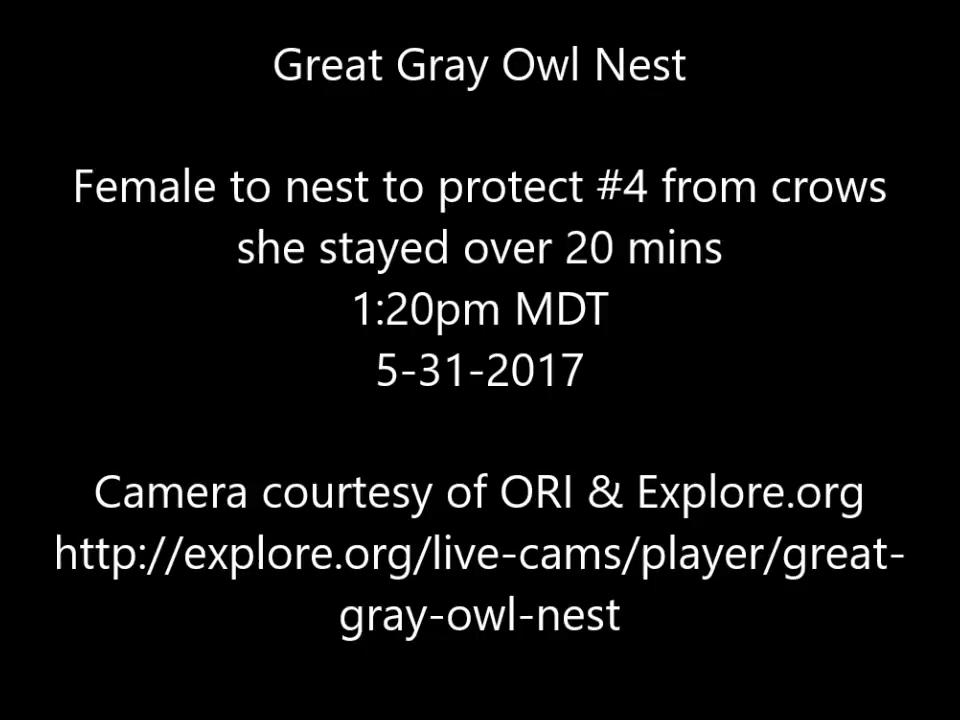 Great Gray Owl Nest
Female to nest to protect #4 from crows
she stayed over 20 mins
1:20pm MDT
5-31-2017
Camera courtesy of ORI & Explore.org
http://explore.org/live-cams/player/great-
gray-owl-nest